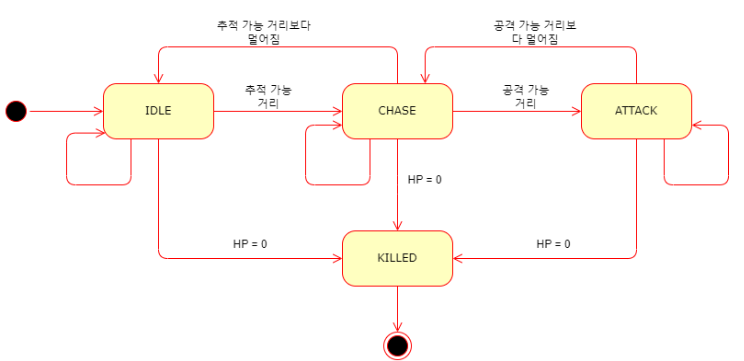 추적 가능 거리보다
멀어짐
공격 가능 거리보
다 멀어짐
IDLE
추적 가능
거리
CHASE
공격 가능
거리
ATTACK
HP = 0
HP = 0
HP = 0
KILLED